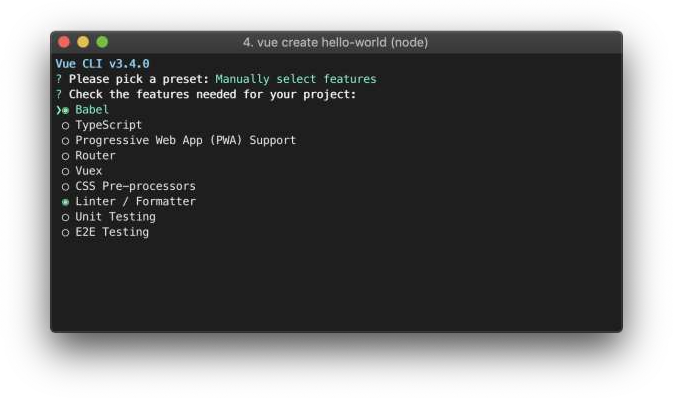 4. vue create hello-world (node)
Vue CLI v3.4.0
? Please pick a preset: Manually select features
? Check the features needed for your project:
❯◉ Babel
◯ TypeScript
◯ Progressive Web App (PWA) Support
◯ Router
◯ Vuex
◯ CSS Pre-processors
◉ Linter / Formatter
◯ Unit Testing
◯ E2E Testing